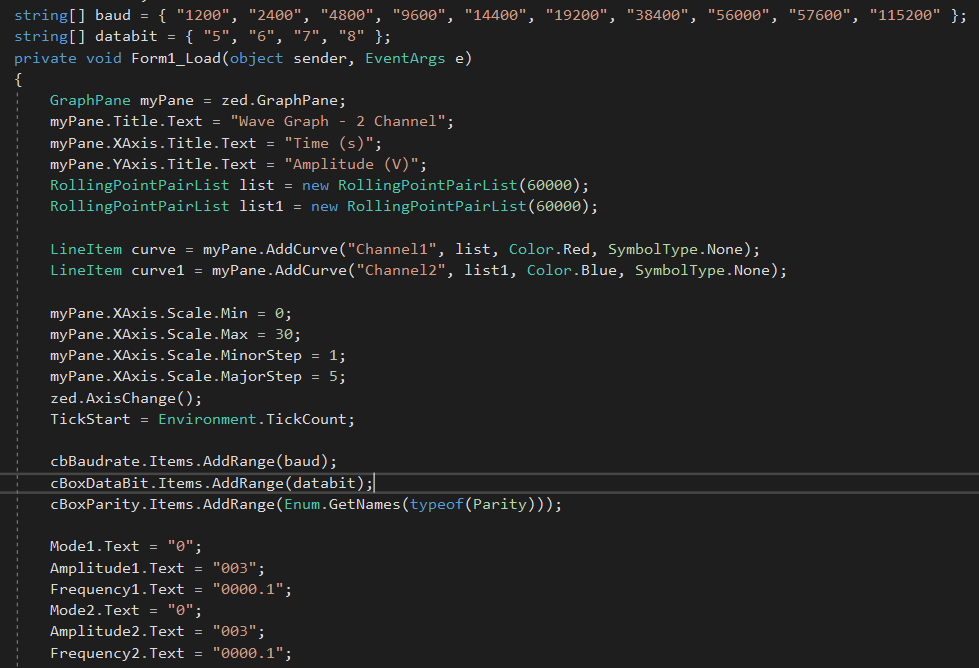 string[] baud = { "1200", "2400", "4800", "9600", "14400", "19200", "38400", "56000", "57600", "115200" };
string[] databit = { "5", "6", "7", "8" };
private void Form1_Load(object sender, EventArgs e)
{
    GraphPane myPane = zed.GraphPane;
    myPane.Title.Text = "Wave Graph - 2 Channel";
    myPane.XAxis.Title.Text = "Time (s)";
    myPane.YAxis.Title.Text = "Amplitude (V)";
    RollingPointPairList list = new RollingPointPairList(60000);
    RollingPointPairList list1 = new RollingPointPairList(60000);

    LineItem curve = myPane.AddCurve("Channel1", list, Color.Red, SymbolType.None);
    LineItem curve1 = myPane.AddCurve("Channel2", list1, Color.Blue, SymbolType.None);

    myPane.XAxis.Scale.Min = 0;
    myPane.XAxis.Scale.Max = 30;
    myPane.XAxis.Scale.MinorStep = 1;
    myPane.XAxis.Scale.MajorStep = 5;
    zed.AxisChange();
    TickStart = Environment.TickCount;

    cbBaudrate.Items.AddRange(baud);
    cBoxDataBit.Items.AddRange(databit);
    cBoxParity.Items.AddRange(Enum.GetNames(typeof(Parity)));

    Mode1.Text = "0";
    Amplitude1.Text = "003";
    Frequency1.Text = "0000.1";
    Mode2.Text = "0";
    Amplitude2.Text = "003";
    Frequency2.Text = "0000.1";